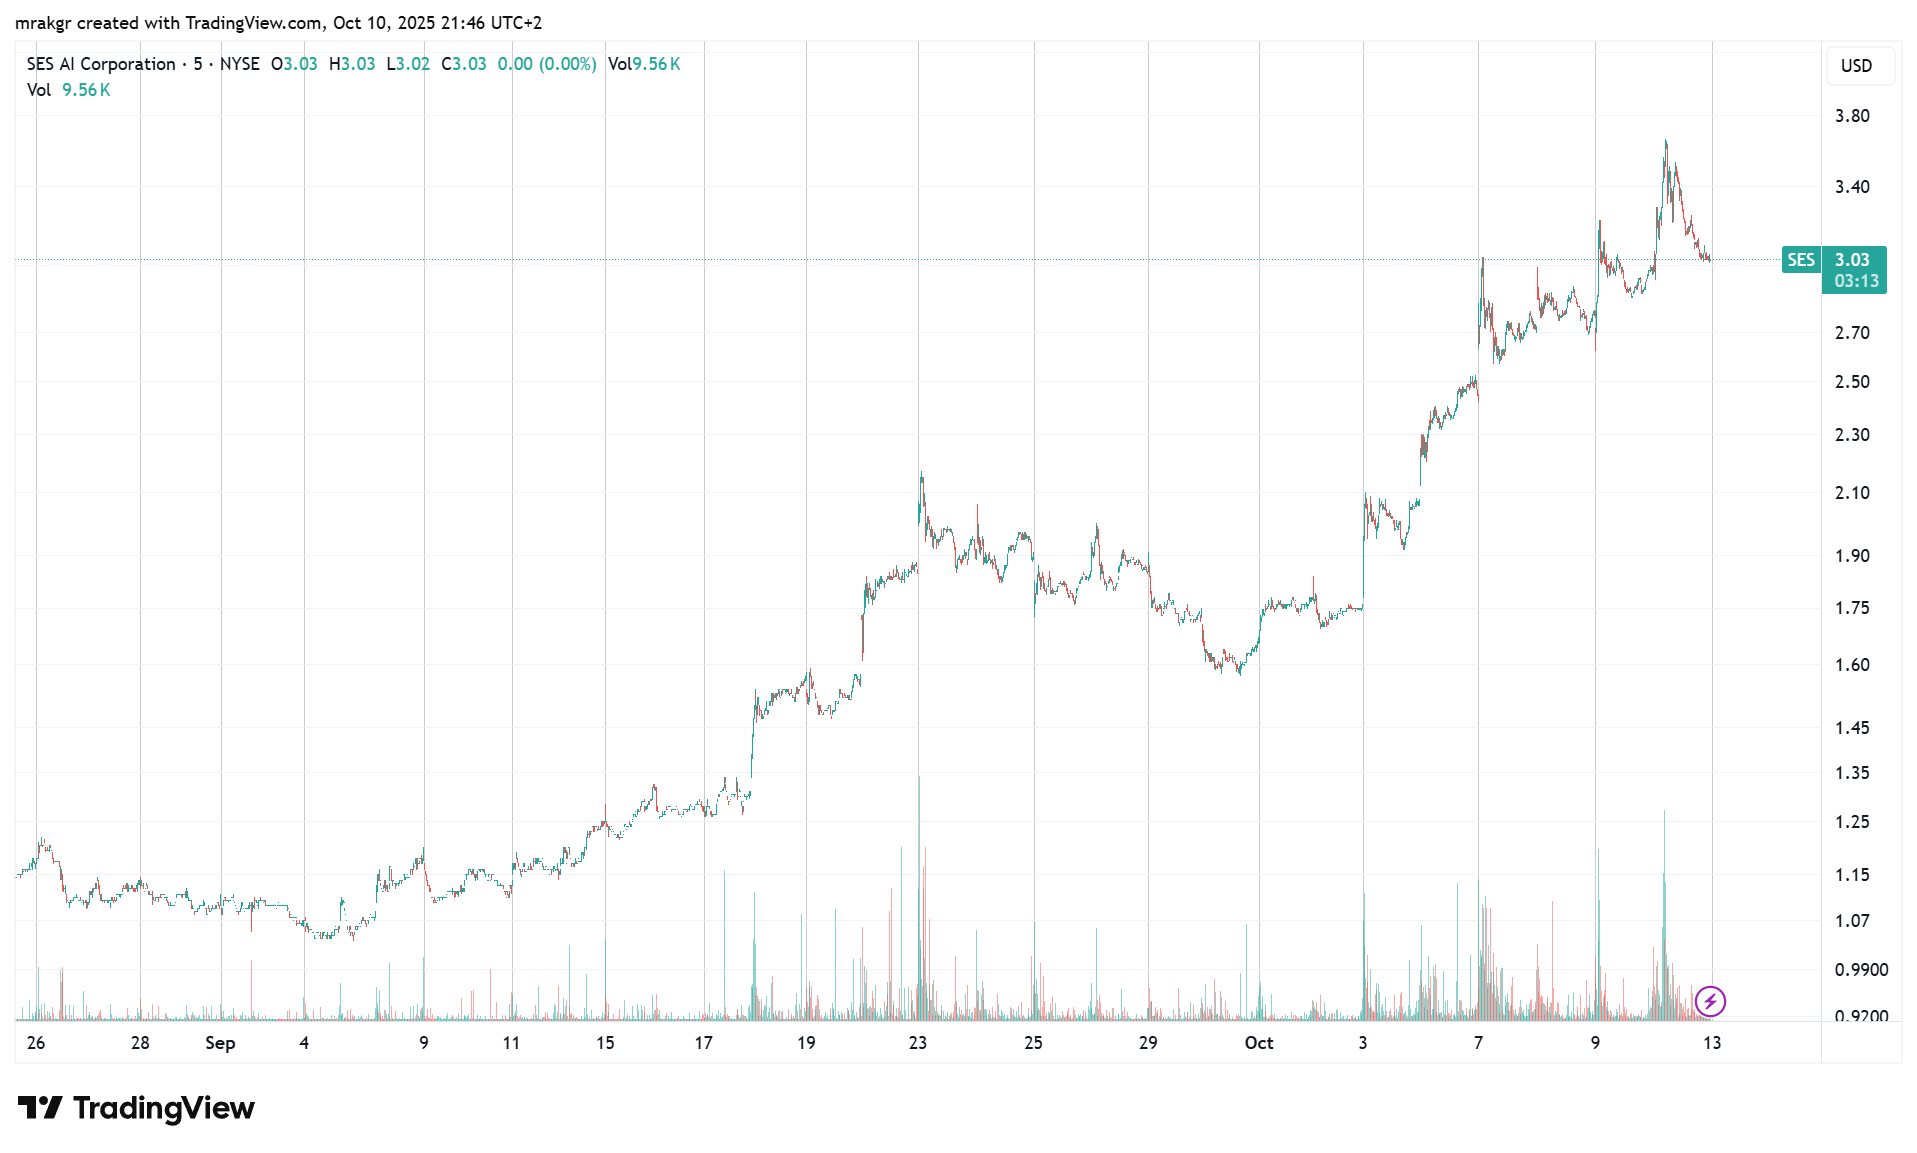 mrakgr created with TradingView.com, Oct 10, 2025 21:46 UTC+2
SES AI Corporation · 5 · NYSE O3.03 H3.03 L3.02 C3.03 0.00 (0.00%) Vol9.56 K
Vol 9.56 K
USD
3.80
3.40
SES 3.03
03:13
2.70
2.50
2.30
2.10
1.90
1.75
1.60
1.45
1.35
1.25
1.15
1.07
0.9900
0.9200
26 28 Sep 4 9 11 15 17 19 23 25 29 Oct 3 7 9 13
TradingView